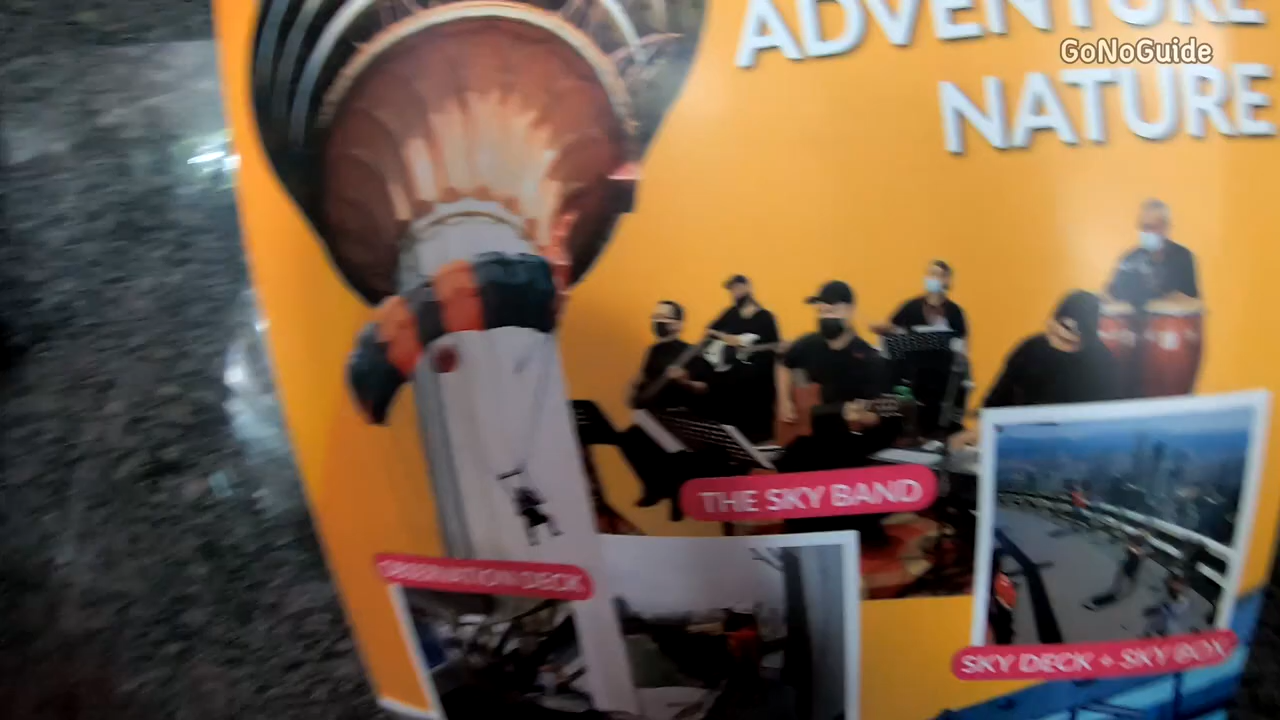 ADVENTURE
GoNoGuide
NATURE
THE SKY BAND
OBSERVATION DECK
SKY DECK + SKY BOX